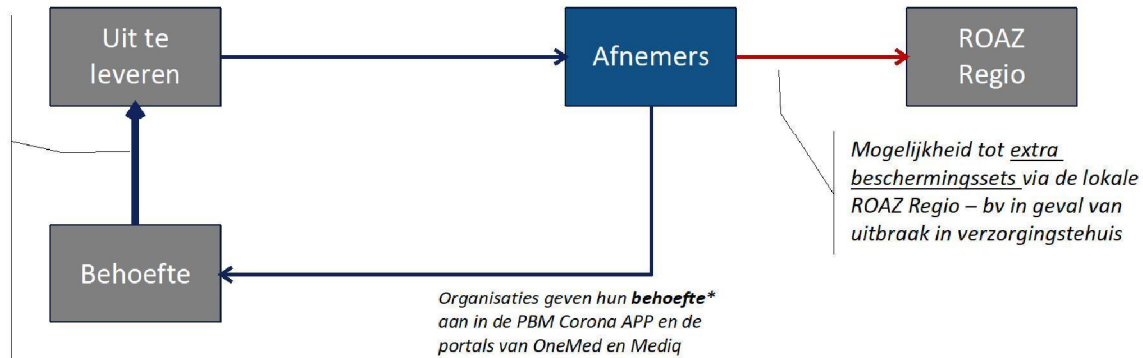 Uit te
leveren
Afnemers
ROAZ
Regio
Mogelijkheid tot extra
beschermingssets via de lokale
ROAZ Regio – bv in geval van
uitbraak in verzorgingstehuis
Behoefte
Organisaties geven hun behoefte*
aan in de PBM Corona APP en de
portals van OneMed en Mediq